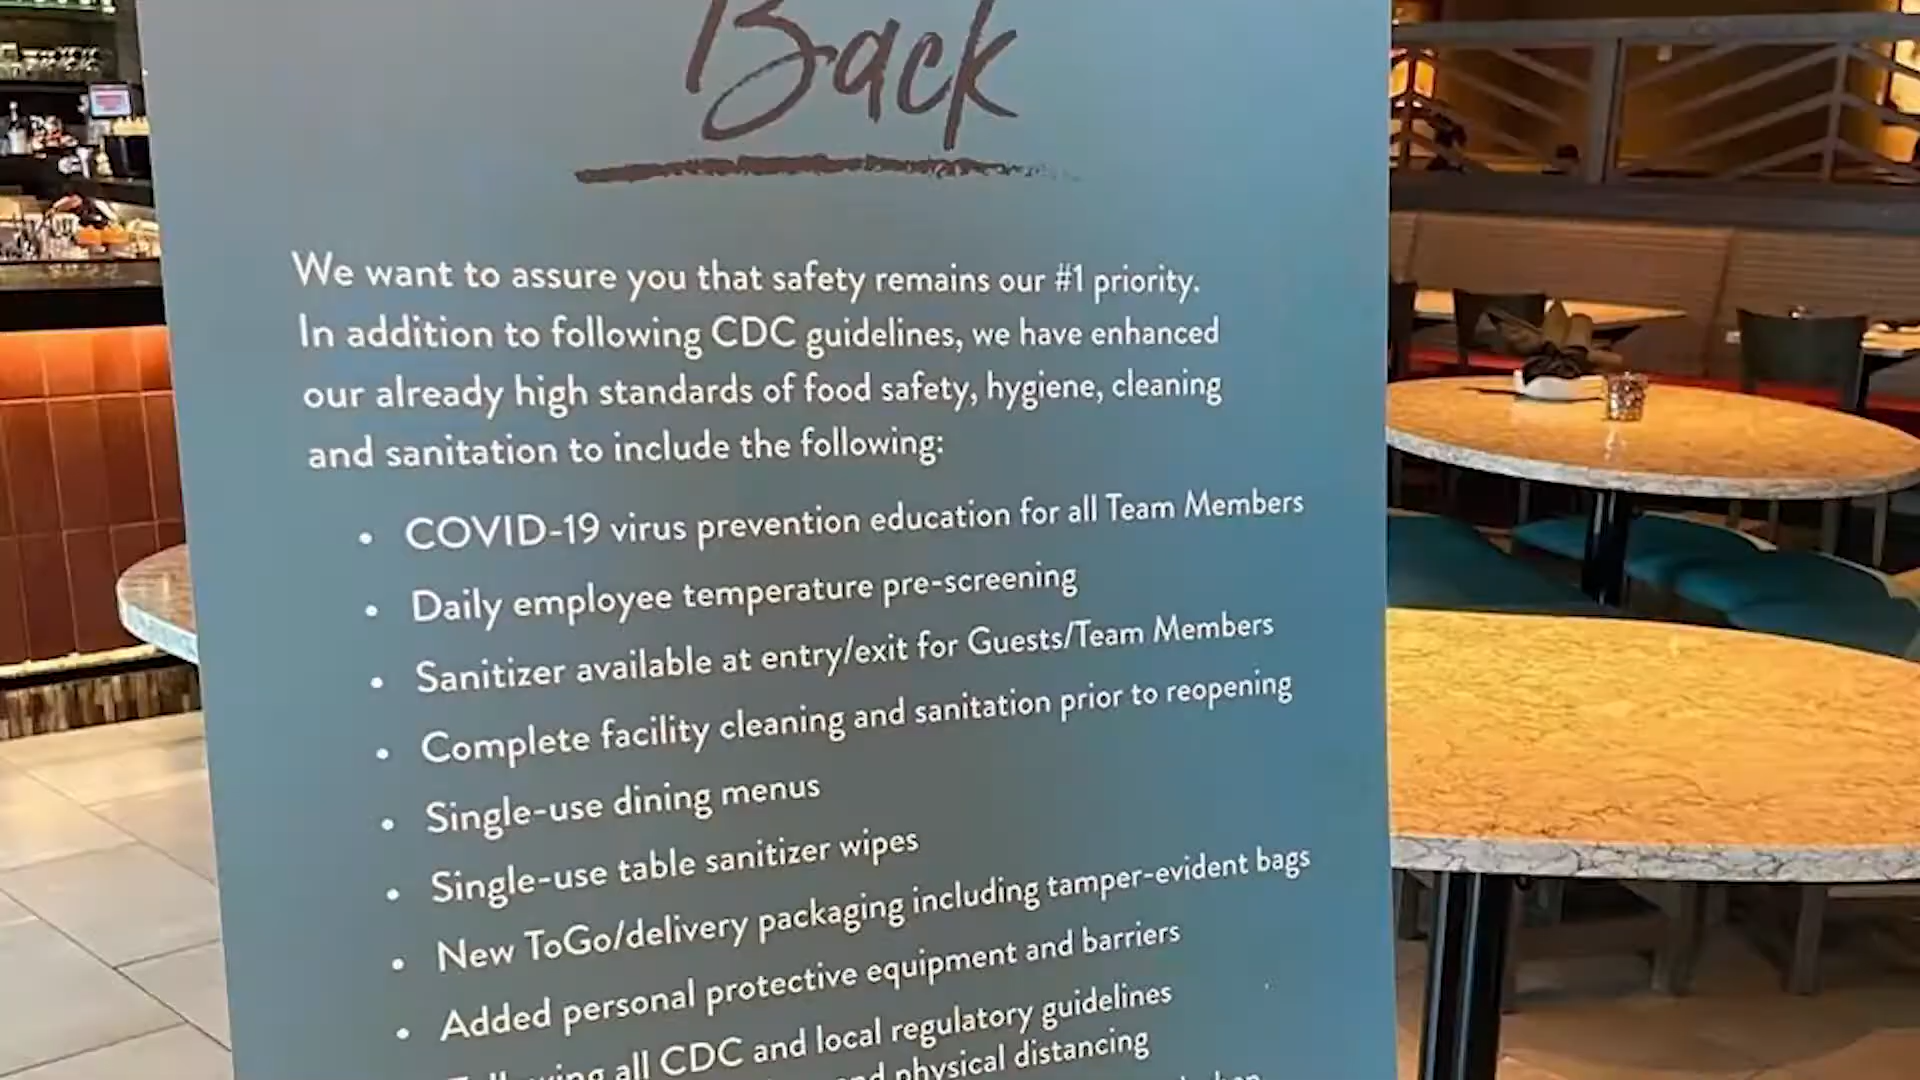 Back
We want to assure you that safety remains our #1 priority.
In addition to following CDC guidelines, we have enhanced
our already high standards of food safety, hygiene, cleaning
and sanitation to include the following:
• COVID-19 virus prevention education for all Team Members
• Daily employee temperature pre-screening
• Sanitizer available at entry/exit for Guests/Team Members
• Complete facility cleaning and sanitation prior to reopening
• Single-use dining menus
• Single-use table sanitizer wipes
• New ToGo/delivery packaging including tamper-evident bags
• Added personal protective equipment and barriers
Following all CDC and local regulatory guidelines
and physical distancing